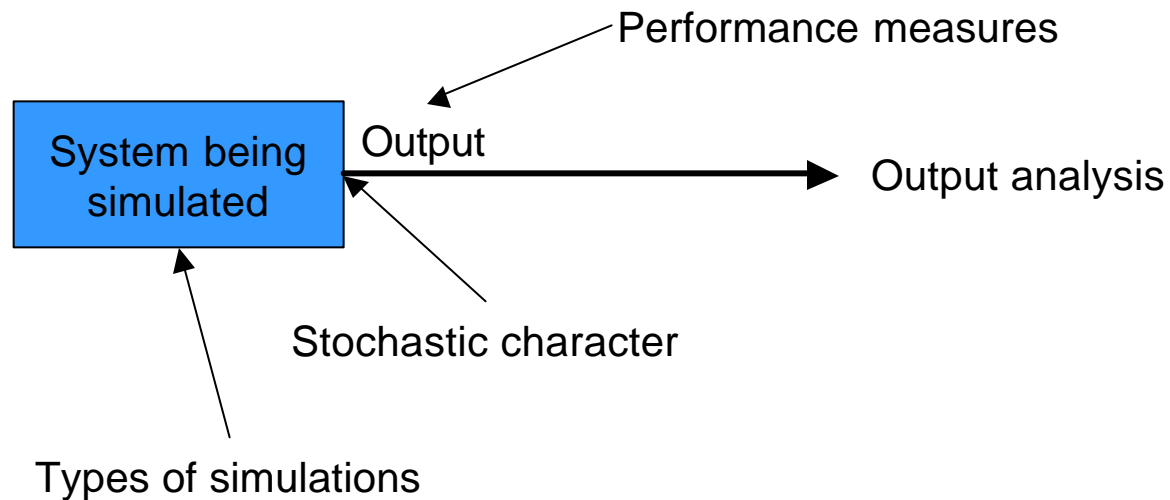 Performance measures
System being
simulated
Output
Output analysis
Stochastic character
Types of simulations